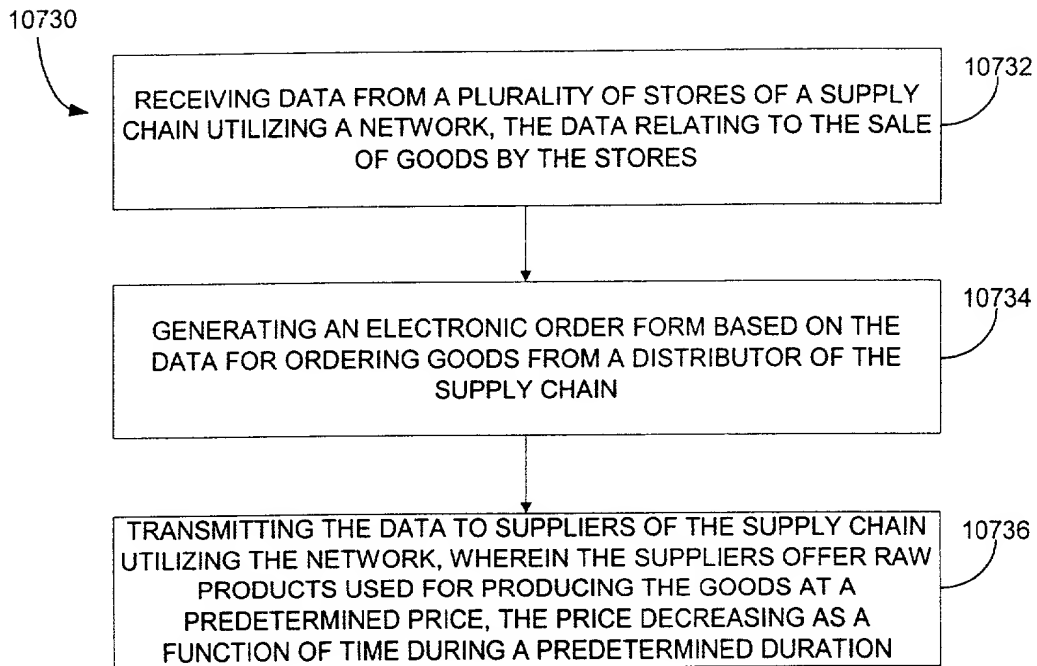 10730
10732
RECEIVING DATA FROM A PLURALITY OF STORES OF A SUPPLY
CHAIN UTILIZING A NETWORK, THE DATA RELATING TO THE SALE
OF GOODS BY THE STORES
10734
GENERATING AN ELECTRONIC ORDER FORM BASED ON THE
DATA FOR ORDERING GOODS FROM A DISTRIBUTOR OF THE
SUPPLY CHAIN
10736
TRANSMITTING THE DATA TO SUPPLIERS OF THE SUPPLY CHAIN
UTILIZING THE NETWORK, WHEREIN THE SUPPLIERS OFFER RAW
PRODUCTS USED FOR PRODUCING THE GOODS AT A
PREDETERMINED PRICE, THE PRICE DECREASING AS A
FUNCTION OF TIME DURING A PREDETERMINED DURATION